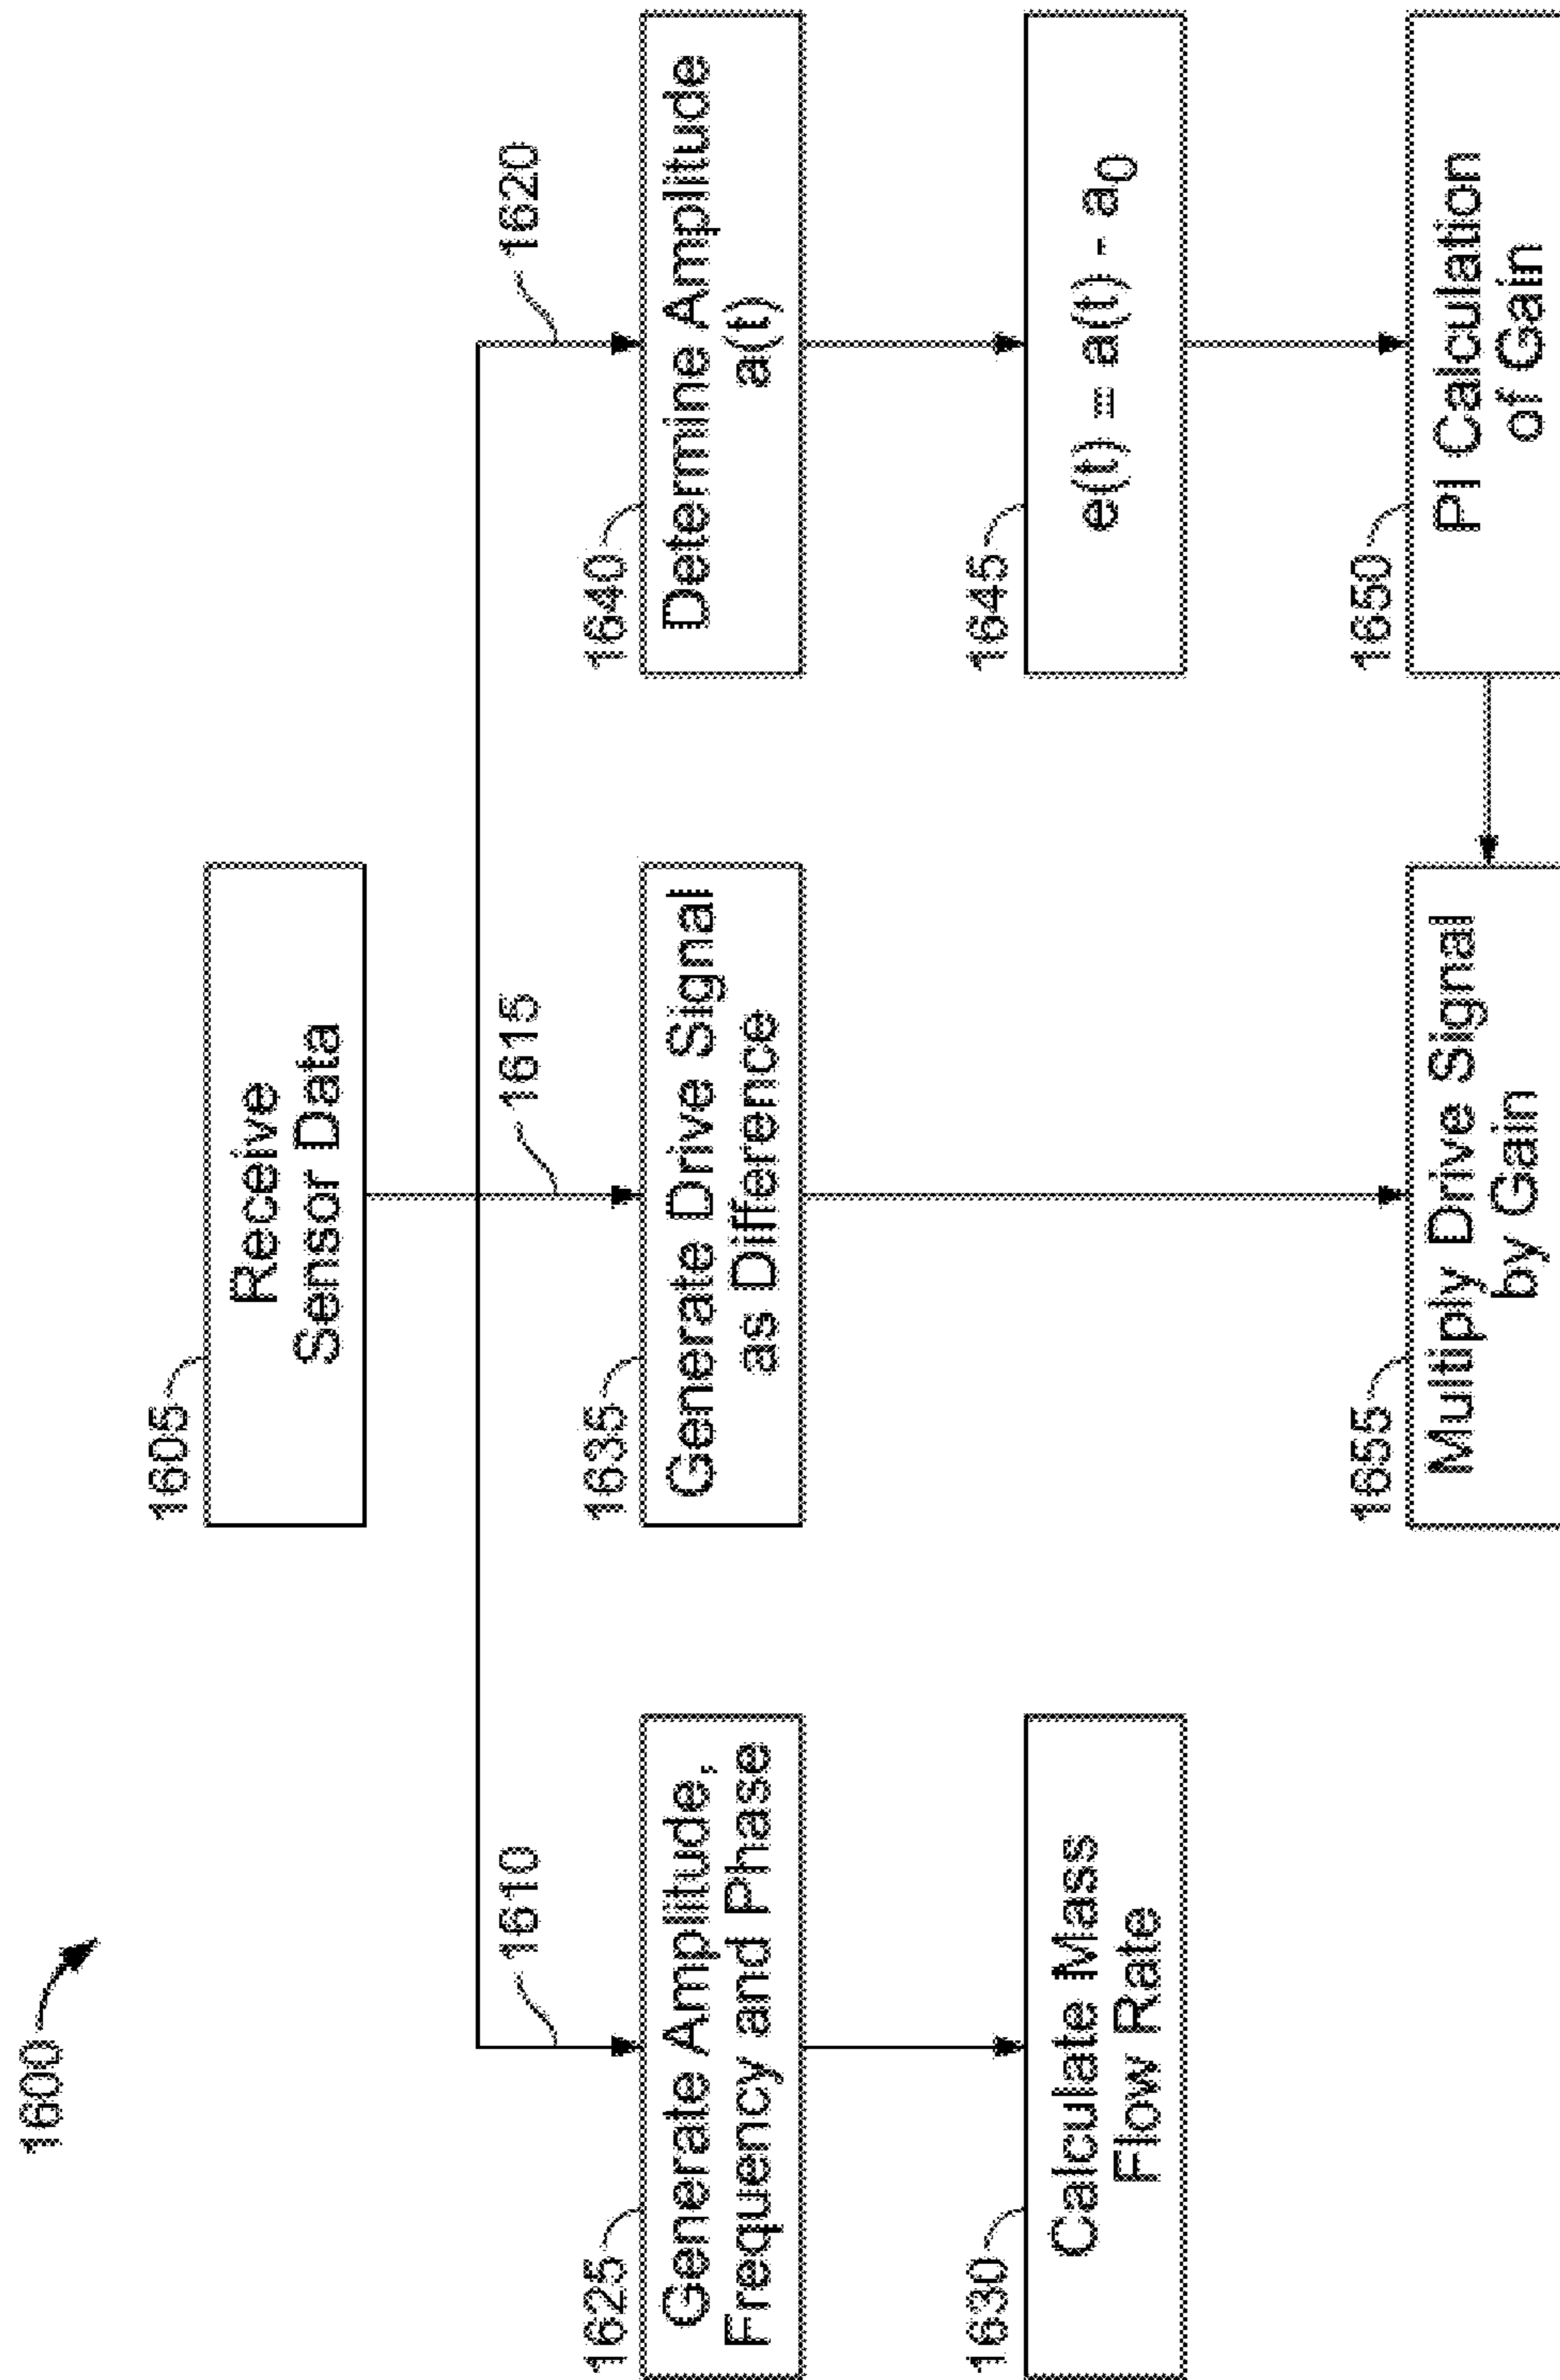 1600
1605
Receive
Sensor Data
1610
1615
1620
1625
Generate Amplitude,
Frequency and Phase
1635
Generate Drive Signal
as Difference
1640
Determine Amplitude
a(t)
1630
Calculate Mass
Flow Rate
1645
e(t) = a(t) - a₀
1655
Multiply Drive Signal
by Gain
1650
PI Calculation
of Gain